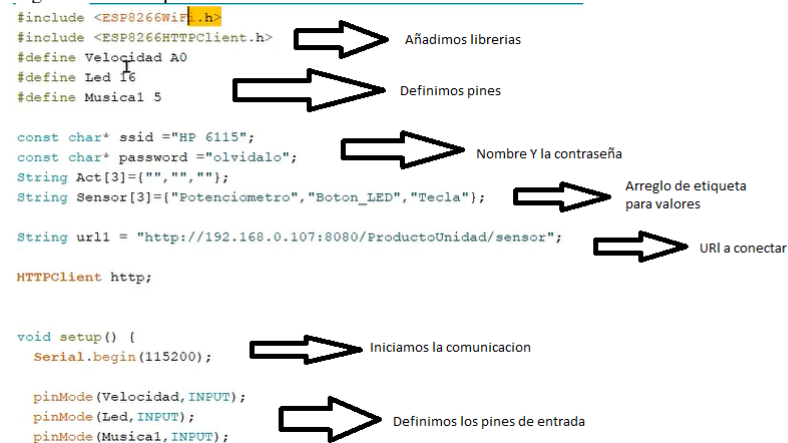 #include <ESP8266WiFi.h>
#include <ESP8266HTTPClient.h>
Añadimos librerias
#define Velocidad A0
#define Led 16
#define Musica1 5
Definimos pines
const char* ssid ="HP 6115";
const char* password ="olvidalo";
Nombre Y la contraseña
String Act[3]={"","",""};
String Sensor[3]={"Potenciometro","Boton_LED","Tecla"};
Arreglo de etiqueta
para valores
String url1 = "http://192.168.0.107:8080/ProductoUnidad/sensor";
URl a conectar
HTTPClient http;
void setup() {
Serial.begin(115200);
Iniciamos la comunicacion
pinMode(Velocidad,INPUT);
pinMode(Led,INPUT);
pinMode(Musica1,INPUT);
Definimos los pines de entrada